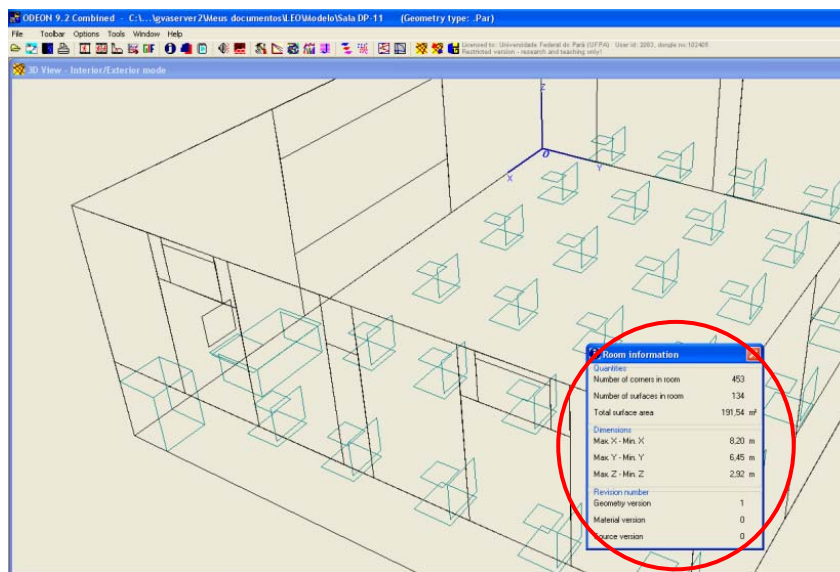 ODEON 9.2 Combined - C:\...\gvaserver2\Meus documentos\LEO\Modelo\Sala DP-11 (Geometry type: .Par)
File Toolbar Options Tools Window Help
Licensed to: Universidade Federal do Pará (UFPA) User id: 2003, dongle no:102405
Restricted version - research and teaching only!
3D View - Interior/Exterior mode
Z
O
X
Y
Room information
Quantities
Number of corners in room 453
Number of surfaces in room 134
Total surface area 191,54 m²
Dimensions
Max. X - Min. X 8,20 m
Max. Y - Min. Y 6,45 m
Max. Z - Min. Z 2,92 m
Revision number
Geometry version 1
Material version 0
Source version 0